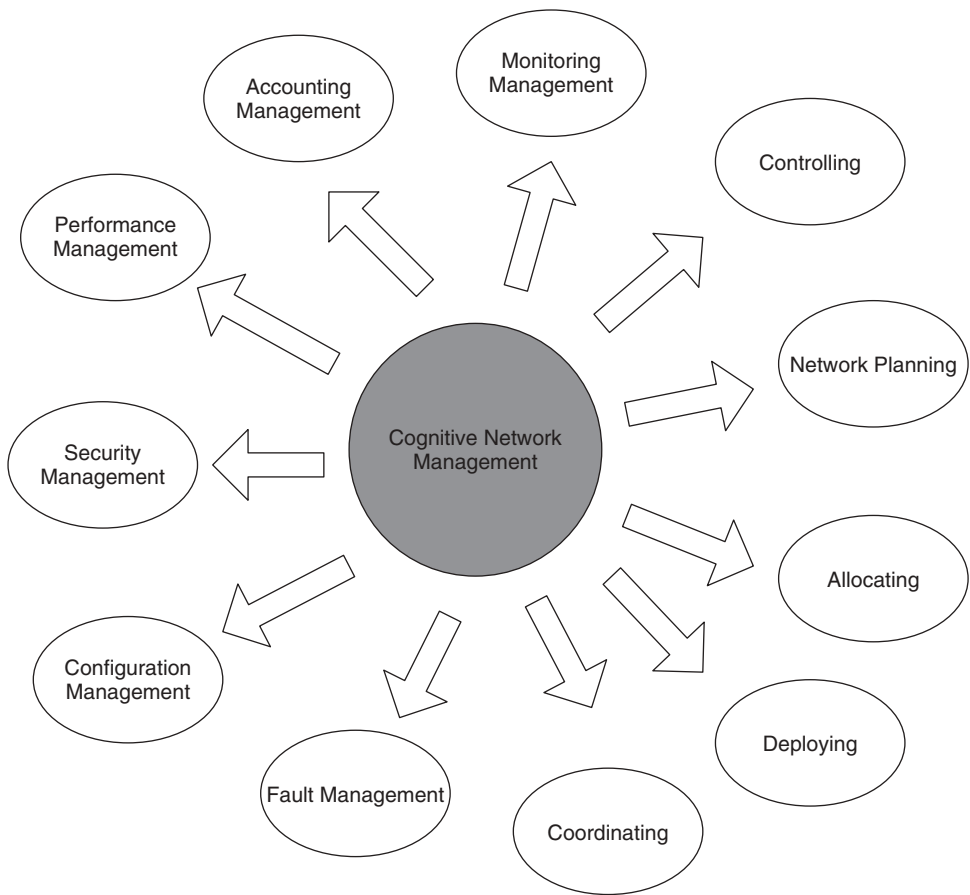 Monitoring
Management
Accounting
Management
Controlling
Performance
Management
Network Planning
Cognitive Network
Management
Security
Management
Allocating
Configuration
Management
Deploying
Fault Management
Coordinating